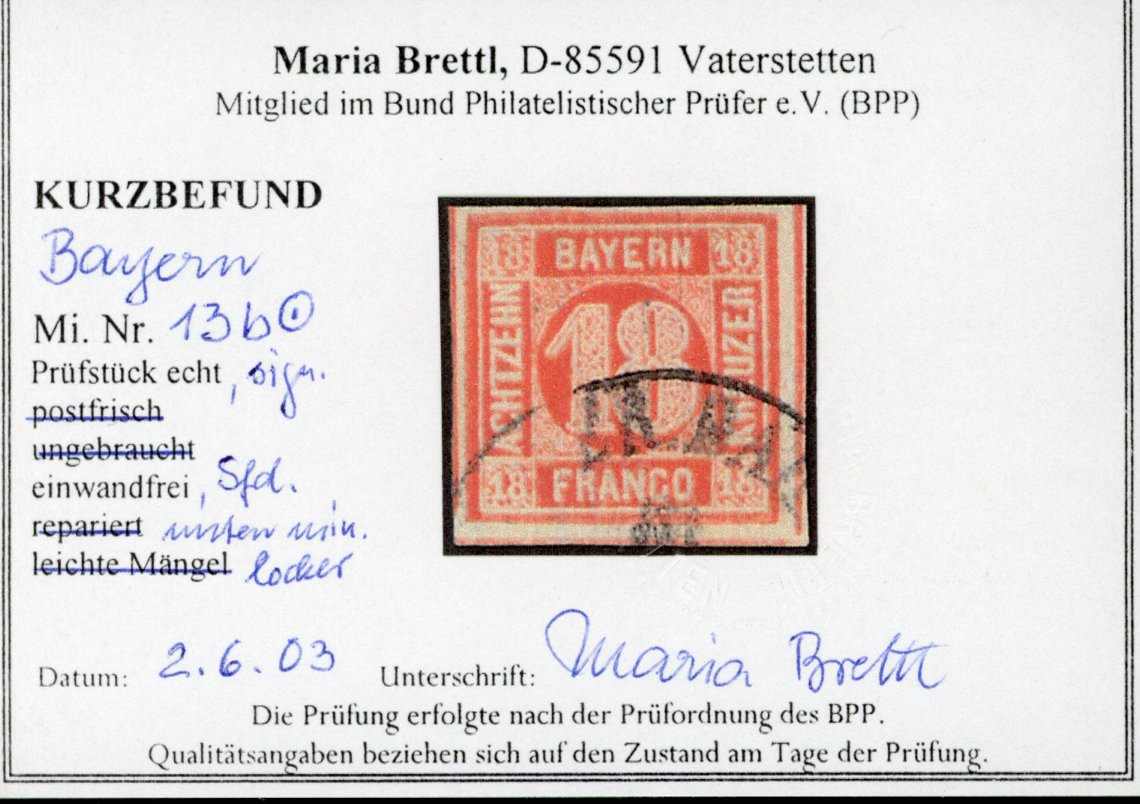 Maria Brettl, D-85591 Vaterstetten
Mitglied im Bund Philatelistischer Prüfer e.V. (BPP)
KURZBEFUND
Bayern
Mi. Nr. 13b
Prüfstück echt, sign.
postfrisch
ungebraucht
einwandfrei, Sfd.
repariert unten min.
leichte Mängel locker
18 BAYERN 18
ACHTZEHN
18
KREUZER
18 FRANCO 18
Datum: 2.6.03 Unterschrift: Maria Brettl
Die Prüfung erfolgte nach der Prüfordnung des BPP.
Qualitätsangaben beziehen sich auf den Zustand am Tage der Prüfung.